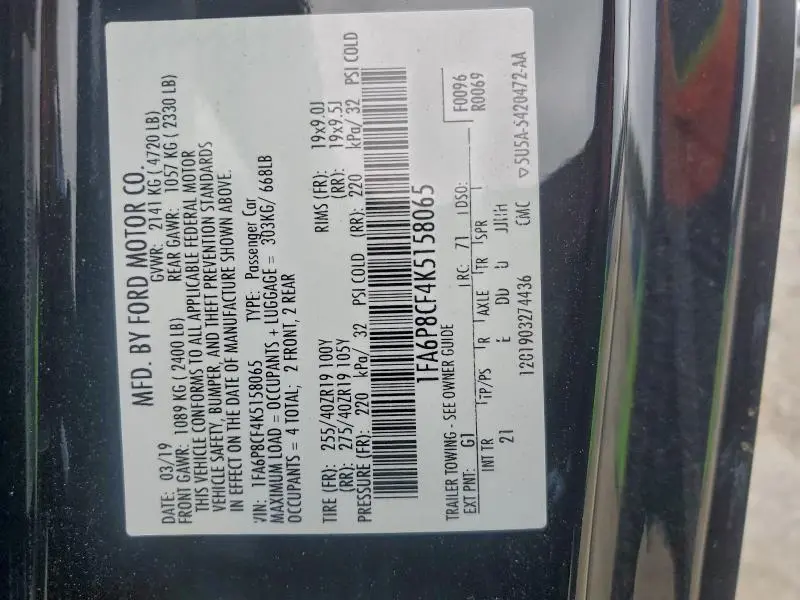 MFD. BY FORD MOTOR CO.
DATE: 03/19 GVWR: 2141 KG ( 4720 LB)
FRONT GAWR: 1089 KG ( 2400 LB) REAR GAWR: 1057 KG ( 2330 LB)
THIS VEHICLE CONFORMS TO ALL APPLICABLE FEDERAL MOTOR
VEHICLE SAFETY, BUMPER, AND THEFT PREVENTION STANDARDS
IN EFFECT ON THE DATE OF MANUFACTURE SHOWN ABOVE.
VIN: 1FA6P8CF4K5158065 TYPE: Passenger Car
MAXIMUM LOAD = OCCUPANTS + LUGGAGE = 303KG/ 668LB
OCCUPANTS = 4 TOTAL; 2 FRONT, 2 REAR
TIRE (FR): 255/40ZR19 100Y RIMS (FR): 19x9.0J
(RR): 275/40ZR19 105Y (RR): 19x9.5J
PRESSURE (FR): 220 kPa/ 32 PSI COLD (RR): 220 kPa/ 32 PSI COLD
1FA6P8CF4K5158065
TRAILER TOWING - SEE OWNER GUIDE F0096
EXT PNT: G1 RC: 71 DSO: R0069
INT TR TP/PS R AXLE TR SPR
21 E DD U
12G1903274436 CMC 5U5A-5420472-AA